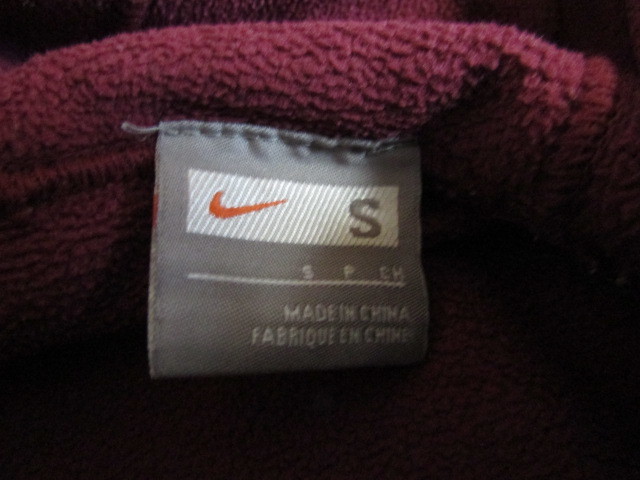 S
S P CH
MADE IN CHINA
FABRIQUE EN CHINE